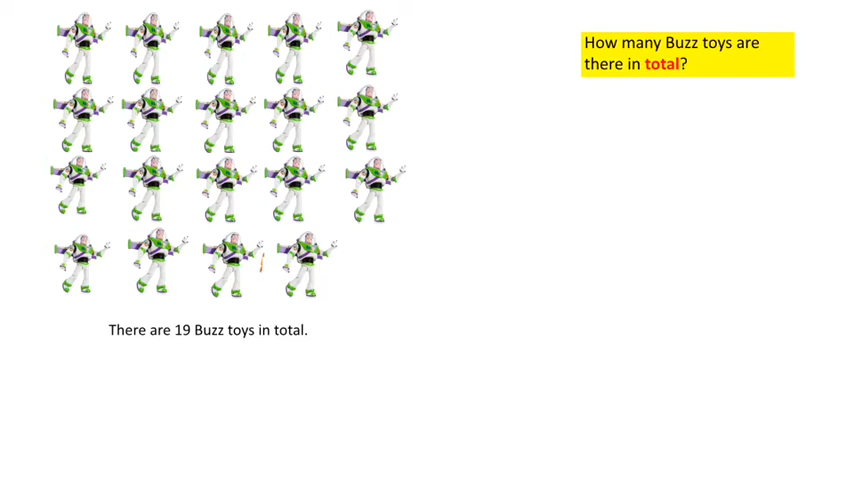 How many Buzz toys are
there in total?
There are 19 Buzz toys in total.